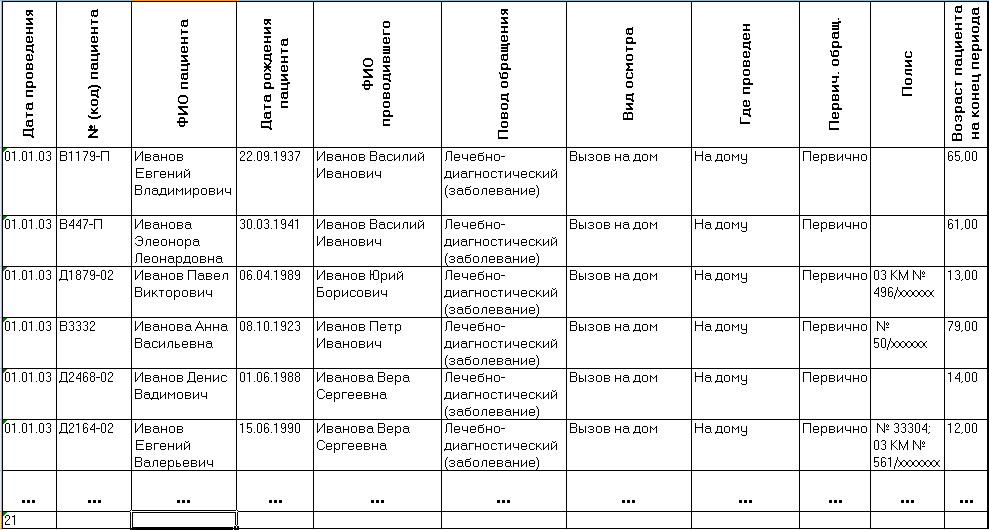 Дата проведения
№ (код) пациента
ФИО пациента
Дата рождения
пациента
ФИО
проводившего
Повод обращения
Вид осмотра
Где проведен
Первич. обращ.
Полис
Возраст пациента
на конец периода
01.01.03 В1179-П Иванов 22.09.1937 Иванов Василий Лечебно- Вызов на дом На дому Первично 65,00
Евгений Иванович диагностический
Владимирович (заболевание)
01.01.03 В447-П Иванова 30.03.1941 Иванов Василий Лечебно- Вызов на дом На дому Первично 61,00
Элеонора Иванович диагностический
Леонардовна (заболевание)
01.01.03 Д1879-02 Иванов Павел 06.04.1989 Иванов Юрий Лечебно- Вызов на дом На дому Первично 03 КМ № 13,00
Викторович Борисович диагностический 496/xxxxxx
(заболевание)
01.01.03 В3332 Иванова Анна 08.10.1923 Иванов Петр Лечебно- Вызов на дом На дому Первично № 79,00
Васильевна Иванович диагностический 50/xxxxxx
(заболевание)
01.01.03 Д2468-02 Иванов Денис 01.06.1988 Иванова Вера Лечебно- Вызов на дом На дому Первично 14,00
Вадимович Сергеевна диагностический
(заболевание)
01.01.03 Д2164-02 Иванов 15.06.1990 Иванова Вера Лечебно- Вызов на дом На дому Первично № 33304; 12,00
Евгений Сергеевна диагностический 03 КМ №
Валерьевич (заболевание) 561/xxxxxxx
... ... ... ... ... ... ... ... ... ... ...
21